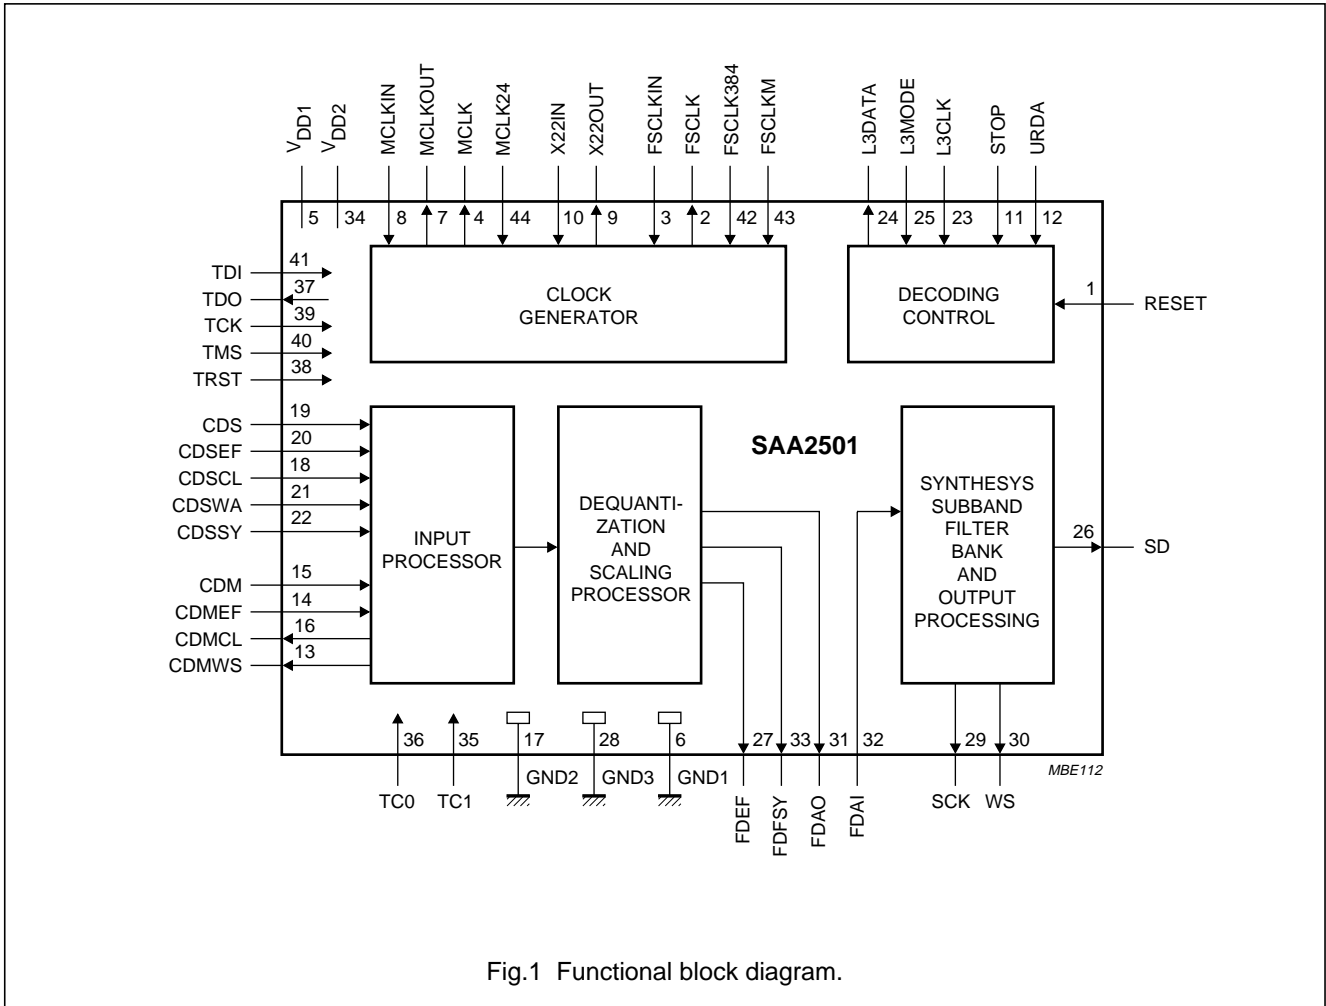 VDD1
VDD2
MCLKIN
MCLKOUT
MCLK
MCLK24
X22IN
X22OUT
FSCLKIN
FSCLK
FSCLK384
FSCLKM
L3DATA
L3MODE
L3CLK
STOP
URDA
5 34 8 7 4 44 10 9 3 2 42 43 24 25 23 11 12
TDI 41
TDO 37
TCK 39
TMS 40
TRST 38
CLOCK
GENERATOR
DECODING
CONTROL
1 RESET
CDS 19
CDSEF 20
CDSCL 18
CDSWA 21
CDSSY 22
CDM 15
CDMEF 14
CDMCL 16
CDMWS 13
INPUT
PROCESSOR
DEQUANTI-
ZATION
AND
SCALING
PROCESSOR
SAA2501
SYNTHESYS
SUBBAND
FILTER
BANK
AND
OUTPUT
PROCESSING
26 SD
36 35 17 28 6 27 33 31 32 29 30
MBE112
TC0 TC1 GND2 GND3 GND1
FDEF
FDFSY
FDAO
FDAI
SCK WS
Fig.1 Functional block diagram.